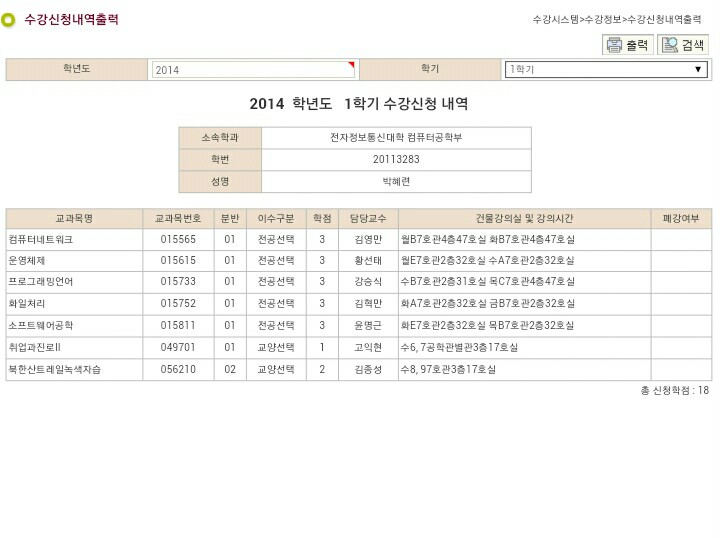 수강신청내역출력
수강시스템>수강정보>수강신청내역출력
출력 검색
학년도 2014 학기 1학기
2014 학년도 1학기 수강신청 내역
소속학과 전자정보통신대학 컴퓨터공학부
학번 20113283
성명 박혜련
교과목명 교과목번호 분반 이수구분 학점 담당교수 건물강의실 및 강의시간 폐강여부
컴퓨터네트워크 015565 01 전공선택 3 김영만 월B7호관4층47호실 화B7호관4층47호실
운영체제 015615 01 전공선택 3 황선태 월E7호관2층32호실 수A7호관2층32호실
프로그래밍언어 015733 01 전공선택 3 강승식 수B7호관2층31호실 목C7호관4층47호실
화일처리 015752 01 전공선택 3 김혁만 화A7호관2층32호실 금B7호관2층32호실
소프트웨어공학 015811 01 전공선택 3 윤명근 화E7호관2층32호실 목B7호관2층32호실
취업과진로II 049701 01 교양선택 1 고익현 수6, 7공학관별관3층17호실
북한산트레일녹색자습 056210 02 교양선택 2 김종성 수8, 97호관3층17호실
총 신청학점 : 18